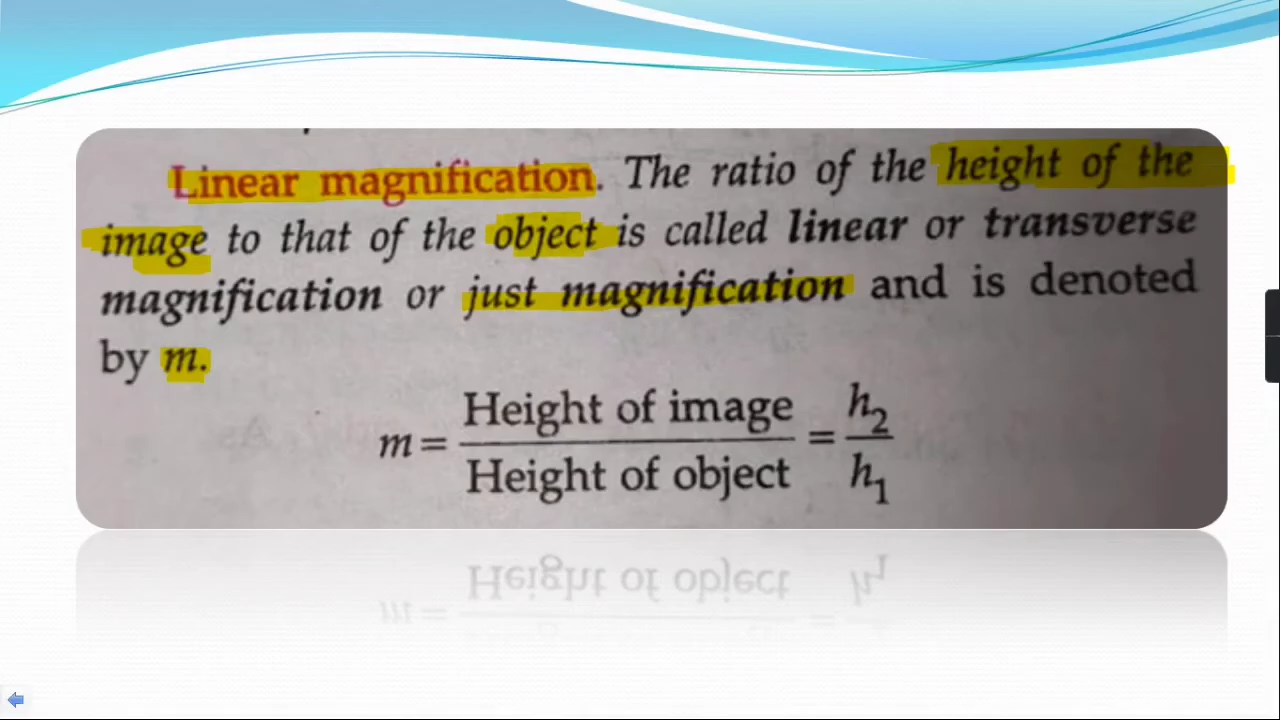 Linear magnification. The ratio of the height of the
image to that of the object is called linear or transverse
magnification or just magnification and is denoted
by m.
m = Height of image / Height of object = h₂ / h₁